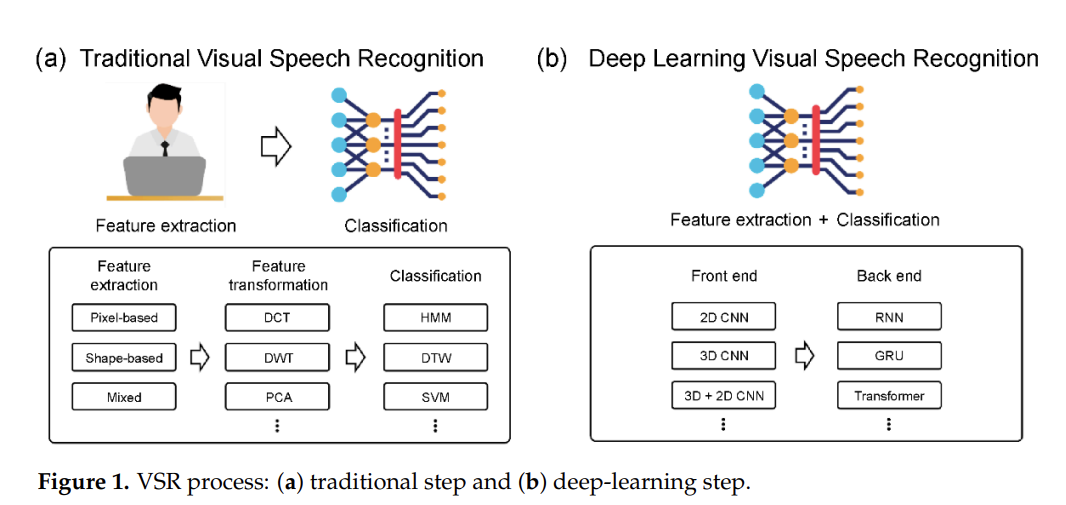 (a) Traditional Visual Speech Recognition
Feature extraction
Classification
Feature
extraction
Pixel-based
Shape-based
Mixed
Feature
transformation
DCT
DWT
PCA
Classification
HMM
DTW
SVM
(b) Deep Learning Visual Speech Recognition
Feature extraction + Classification
Front end
2D CNN
3D CNN
3D + 2D CNN
Back end
RNN
GRU
Transformer
Figure 1. VSR process: (a) traditional step and (b) deep-learning step.